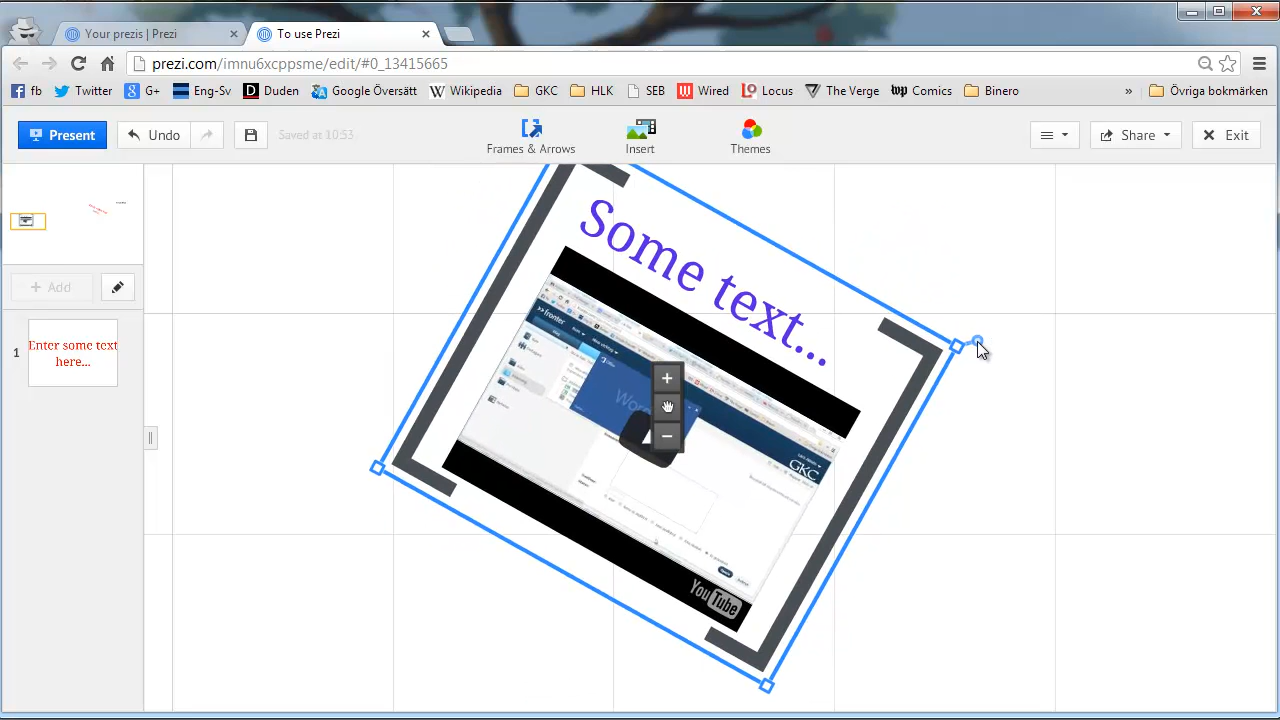 Your prezis | Prezi
To use Prezi
prezi.com/imnu6xcppsme/edit/#0_13415665
fb
Twitter
G+
Eng-Sv
Duden
Google Översätt
Wikipedia
GKC
HLK
SEB
Wired
Locus
The Verge
Comics
Binero
»
Övriga bokmärken
Present
Undo
Saved at 10:53
Frames & Arrows
Insert
Themes
Share
Exit
+ Add
1
Enter some text
here...
Some text...
fronter
Word
GKC
YouTube